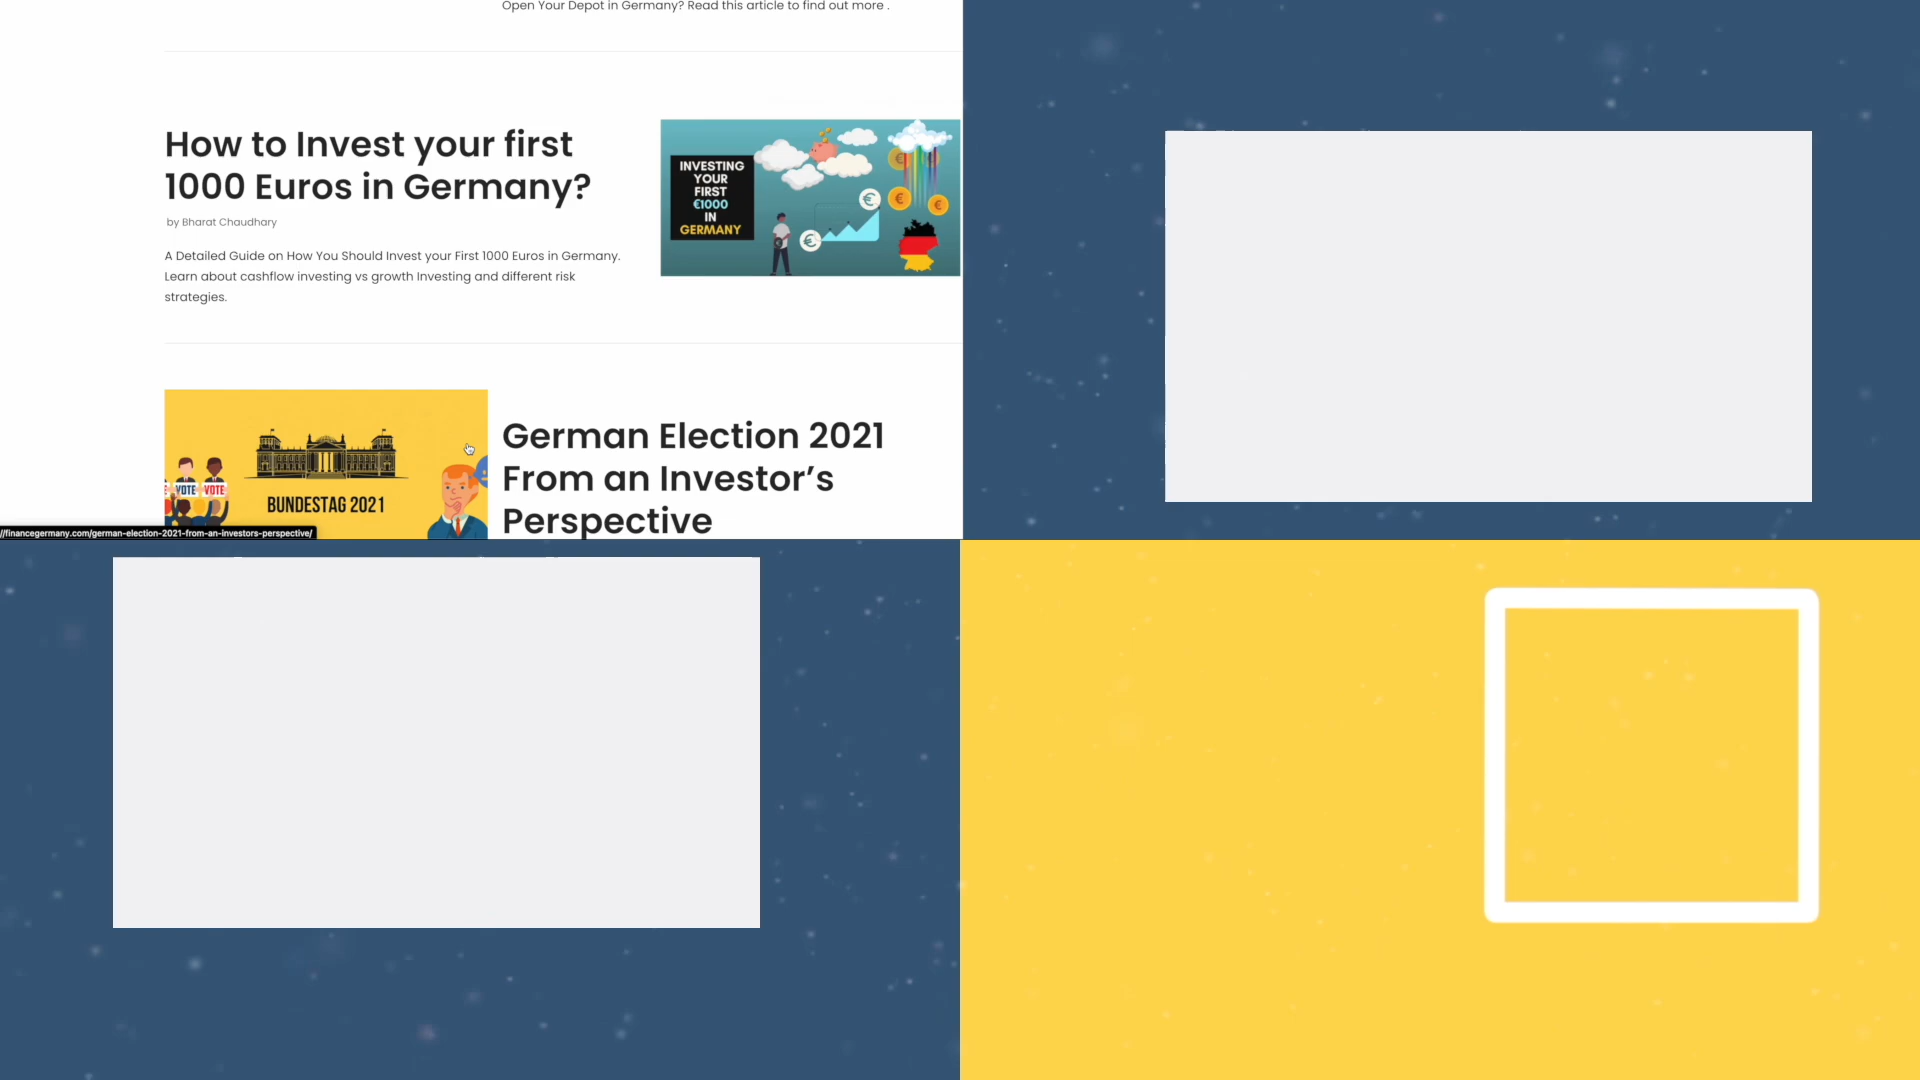 Open Your Depot in Germany? Read this article to find out more .
How to Invest your first
1000 Euros in Germany?
by Bharat Chaudhary
A Detailed Guide on How You Should Invest your First 1000 Euros in Germany.
Learn about cashflow investing vs growth Investing and different risk
strategies.
INVESTING
YOUR
FIRST
€1000
IN
GERMANY
German Election 2021
From an Investor's
Perspective
VOTE VOTE
BUNDESTAG 2021
//financegermany.com/german-election-2021-from-an-investors-perspective/